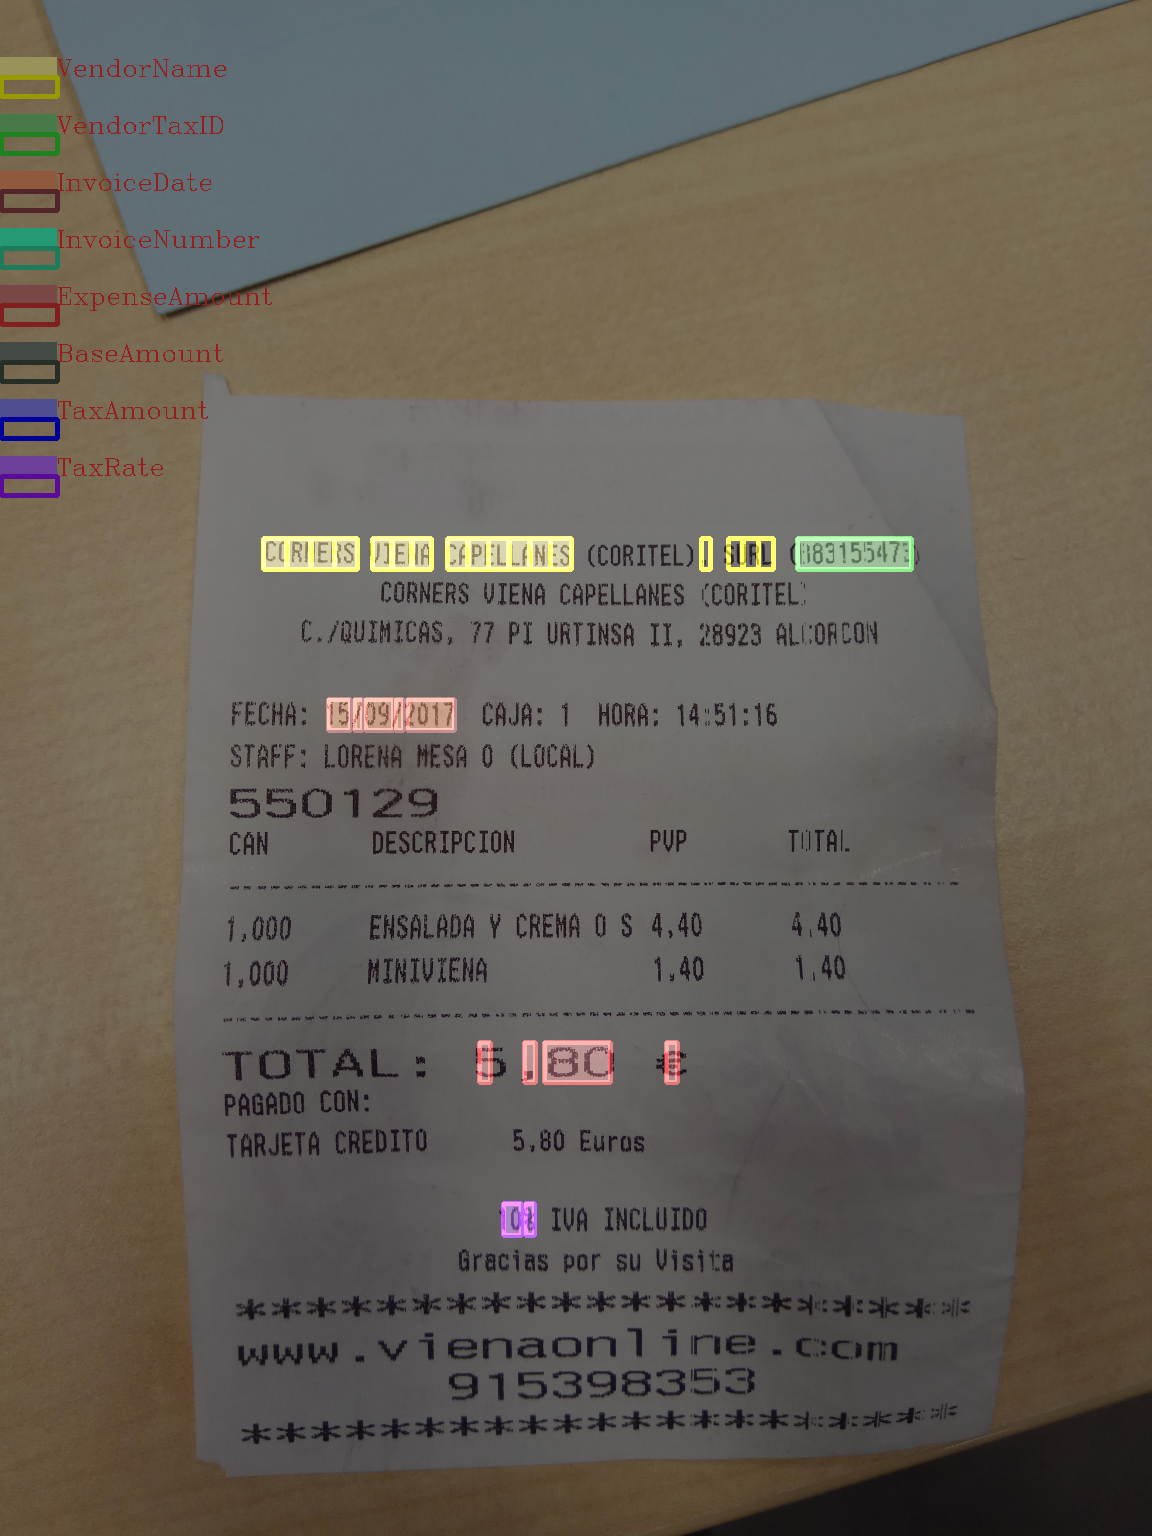 VendorName
VendorTaxID
InvoiceDate
InvoiceNumber
ExpenseAmount
BaseAmount
TaxAmount
TaxRate
CORNERS VIENA CAPELLANES (CORITEL), SURL (B83155473)
CORNERS VIENA CAPELLANES (CORITEL)
C./QUIMICAS, 77 PI URTINSA II, 28923 ALCORCON
FECHA: 15/09/2017 CAJA: 1 HORA: 14:51:16
STAFF: LORENA MESA O (LOCAL)
550129
CAN DESCRIPCION PVP TOTAL
1,000 ENSALADA Y CREMA O S 4,40 4,40
1,000 MINIVIENA 1,40 1,40
TOTAL: 5,80 €
PAGADO CON:
TARJETA CREDITO 5,80 Euros
10% IVA INCLUIDO
Gracias por su Visita
*********************
www.vienaonline.com
915398353
*********************